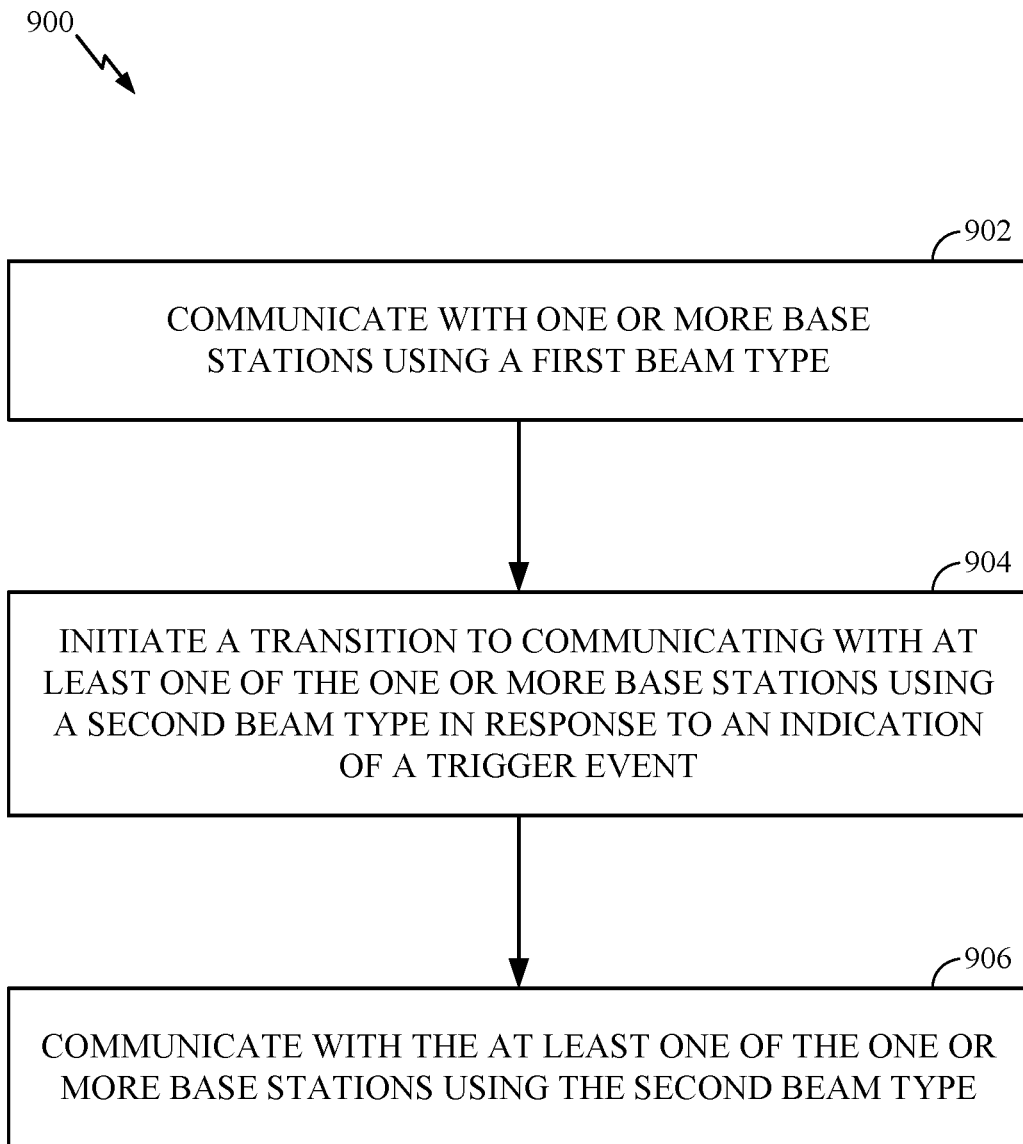 900
902
COMMUNICATE WITH ONE OR MORE BASE
STATIONS USING A FIRST BEAM TYPE
904
INITIATE A TRANSITION TO COMMUNICATING WITH AT
LEAST ONE OF THE ONE OR MORE BASE STATIONS USING
A SECOND BEAM TYPE IN RESPONSE TO AN INDICATION
OF A TRIGGER EVENT
906
COMMUNICATE WITH THE AT LEAST ONE OF THE ONE OR
MORE BASE STATIONS USING THE SECOND BEAM TYPE